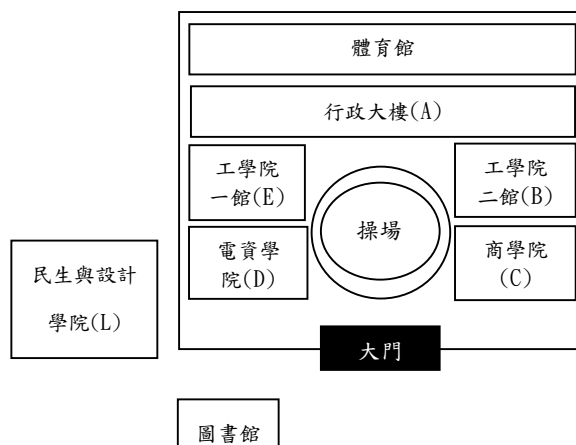 體育館
行政大樓(A)
工學院
一館(E)
工學院
二館(B)
操場
電資學
院(D)
商學院
(C)
民生與設計
學院(L)
大門
圖書館